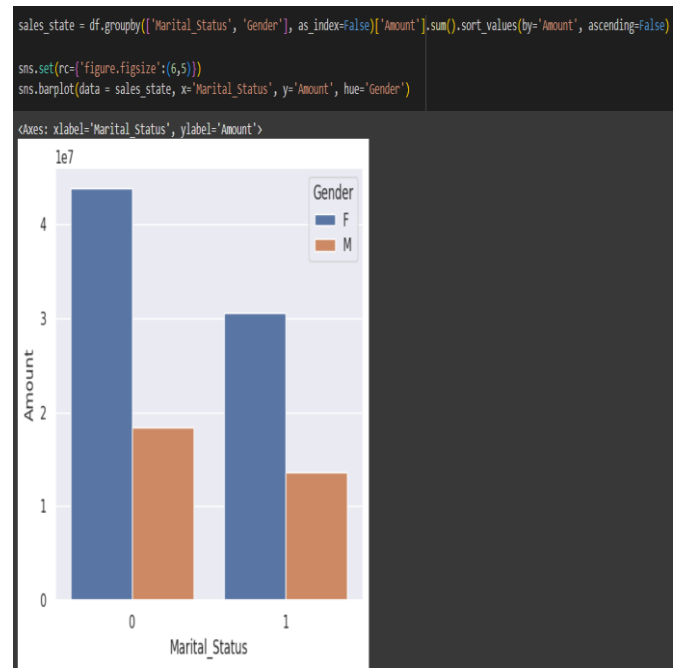 sales_state = df.groupby(['Marital_Status', 'Gender'], as_index=False)['Amount'].sum().sort_values(by='Amount', ascending=False)
sns.set(rc={'figure.figsize':(6,5)})
sns.barplot(data = sales_state, x='Marital_Status', y='Amount', hue='Gender')
<Axes: xlabel='Marital_Status', ylabel='Amount'>
1e7
Gender
F
M
4
3
2
1
0
Amount
0 1
Marital_Status